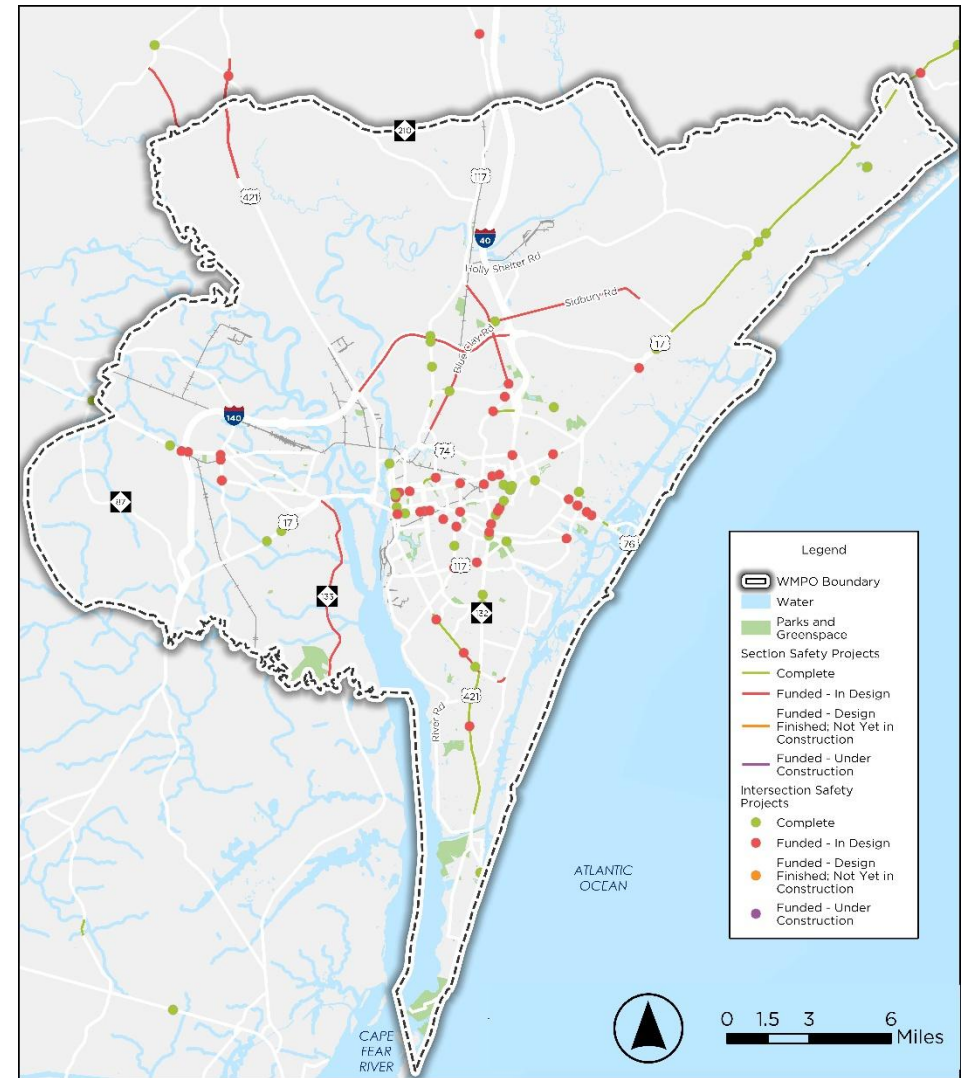 210
421
117
40
Holly Shelter Rd
Sidbury Rd
Blue Clay Rd
17
140
74
87
17
76
133
117
132
421
River Rd
ATLANTIC
OCEAN
CAPE
FEAR
RIVER
Legend
WMPO Boundary
Water
Parks and
Greenspace
Section Safety Projects
Complete
Funded - In Design
Funded - Design
Finished; Not Yet in
Construction
Funded - Under
Construction
Intersection Safety
Projects
Complete
Funded - In Design
Funded - Design
Finished; Not Yet in
Construction
Funded - Under
Construction
0 1.5 3 6
Miles